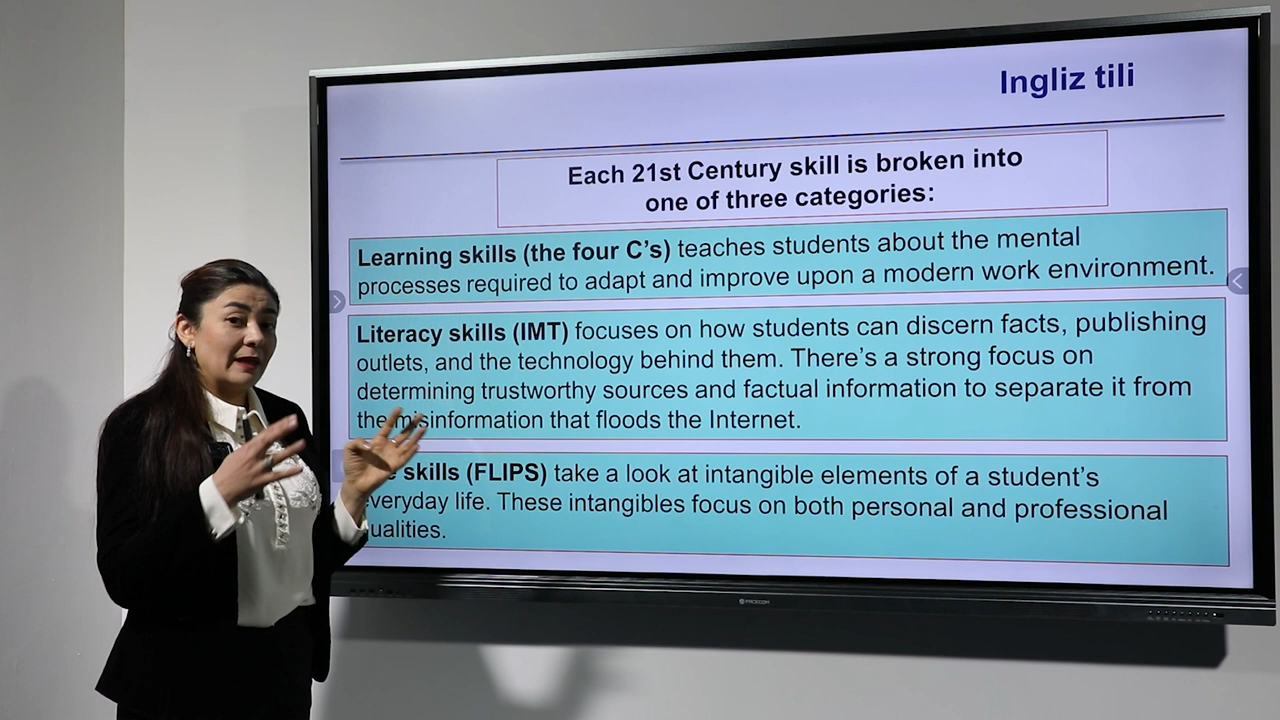 Ingliz tili
Each 21st Century skill is broken into
one of three categories:
Learning skills (the four C's) teaches students about the mental
processes required to adapt and improve upon a modern work environment.
Literacy skills (IMT) focuses on how students can discern facts, publishing
outlets, and the technology behind them. There's a strong focus on
determining trustworthy sources and factual information to separate it from
the misinformation that floods the Internet.
skills (FLIPS) take a look at intangible elements of a student's
everyday life. These intangibles focus on both personal and professional
qualities.